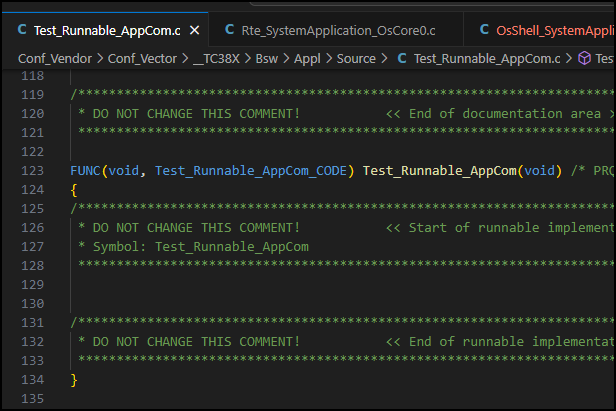 Test_Runnable_AppCom.c Rte_SystemApplication_OsCore0.c OsShell_SystemAppli
Conf_Vendor > Conf_Vector > __TC38X > Bsw > Appl > Source > C Test_Runnable_AppCom.c > Tes
118
119 /*****************************************************************************
120 * DO NOT CHANGE THIS COMMENT! << End of documentation area >
121 *****************************************************************************
122
123 FUNC(void, Test_Runnable_AppCom_CODE) Test_Runnable_AppCom(void) /* PRQ
124 {
125 /*****************************************************************************
126 * DO NOT CHANGE THIS COMMENT! << Start of runnable implement
127 * Symbol: Test_Runnable_AppCom
128 *****************************************************************************
129
130
131 /*****************************************************************************
132 * DO NOT CHANGE THIS COMMENT! << End of runnable implementat
133 *****************************************************************************
134 }
135